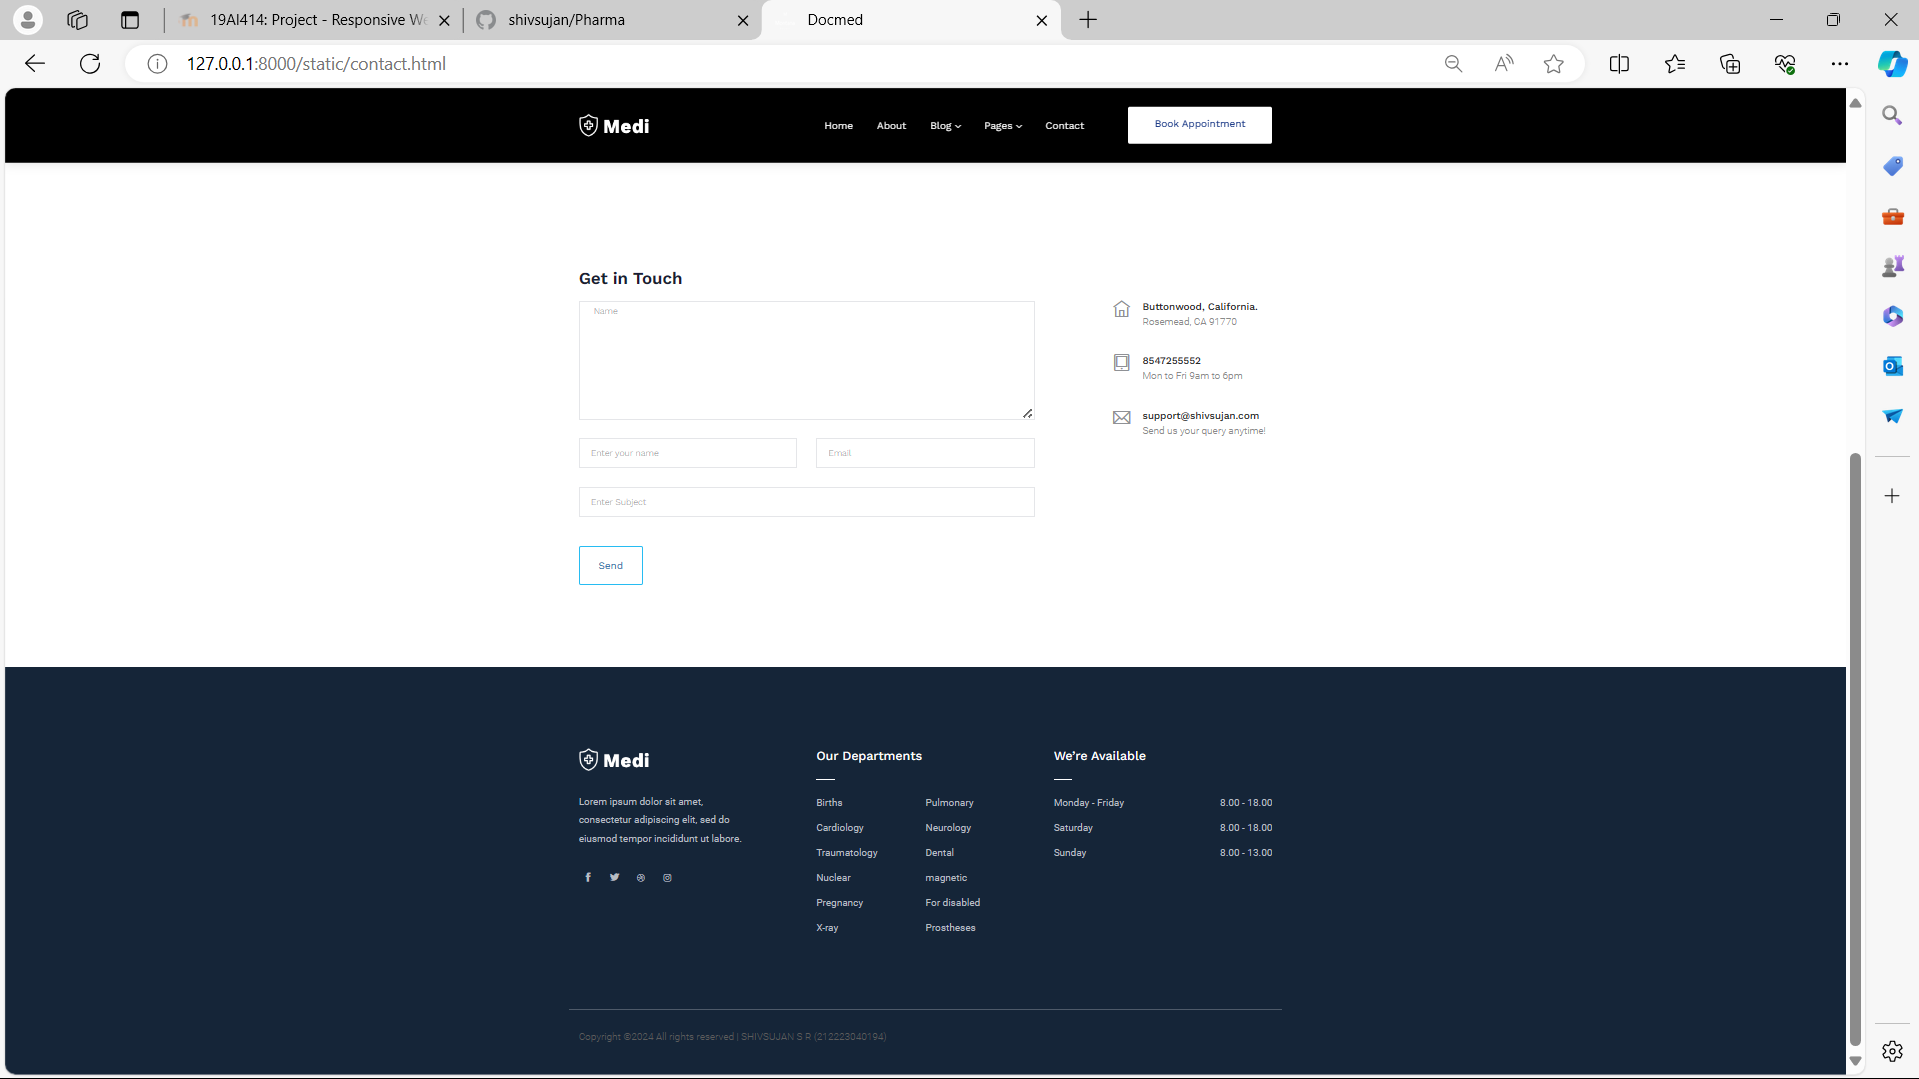 19AI414: Project - Responsive We
shivsujan/Pharma
Docmed
127.0.0.1:8000/static/contact.html
Medi
Home
About
Blog
Pages
Contact
Book Appointment
Get in Touch
Name
Enter your name
Email
Enter Subject
Send
Buttonwood, California.
Rosemead, CA 91770
8547255552
Mon to Fri 9am to 6pm
support@shivsujan.com
Send us your query anytime!
Medi
Lorem ipsum dolor sit amet,
consectetur adipiscing elit, sed do
eiusmod tempor incididunt ut labore.
Our Departments
Births
Cardiology
Traumatology
Nuclear
Pregnancy
X-ray
Pulmonary
Neurology
Dental
magnetic
For disabled
Prostheses
We're Available
Monday - Friday 8.00 - 18.00
Saturday 8.00 - 18.00
Sunday 8.00 - 13.00
Copyright ©2024 All rights reserved | SHIVSUJAN S R (212223040194)